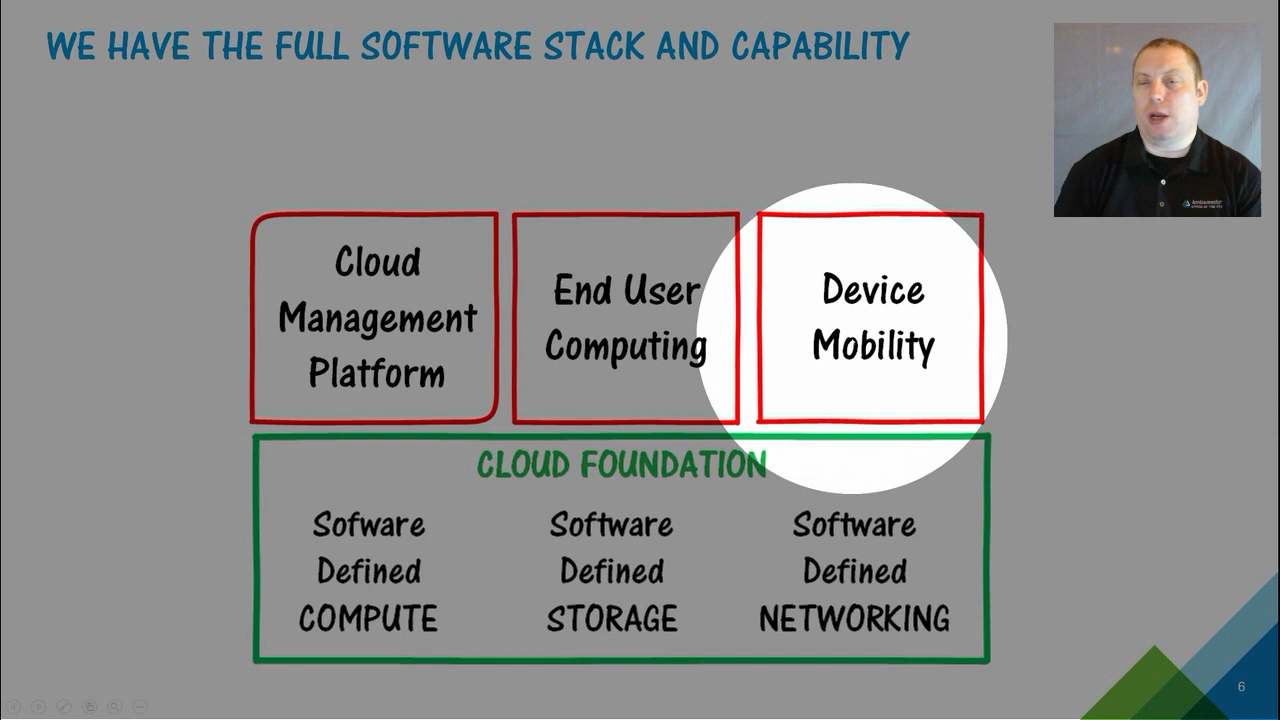 WE HAVE THE FULL SOFTWARE STACK AND CAPABILITY
Cloud
Management
Platform
End User
Computing
Device
Mobility
CLOUD FOUNDATION
Sofware
Defined
COMPUTE
Software
Defined
STORAGE
Software
Defined
NETWORKING
6